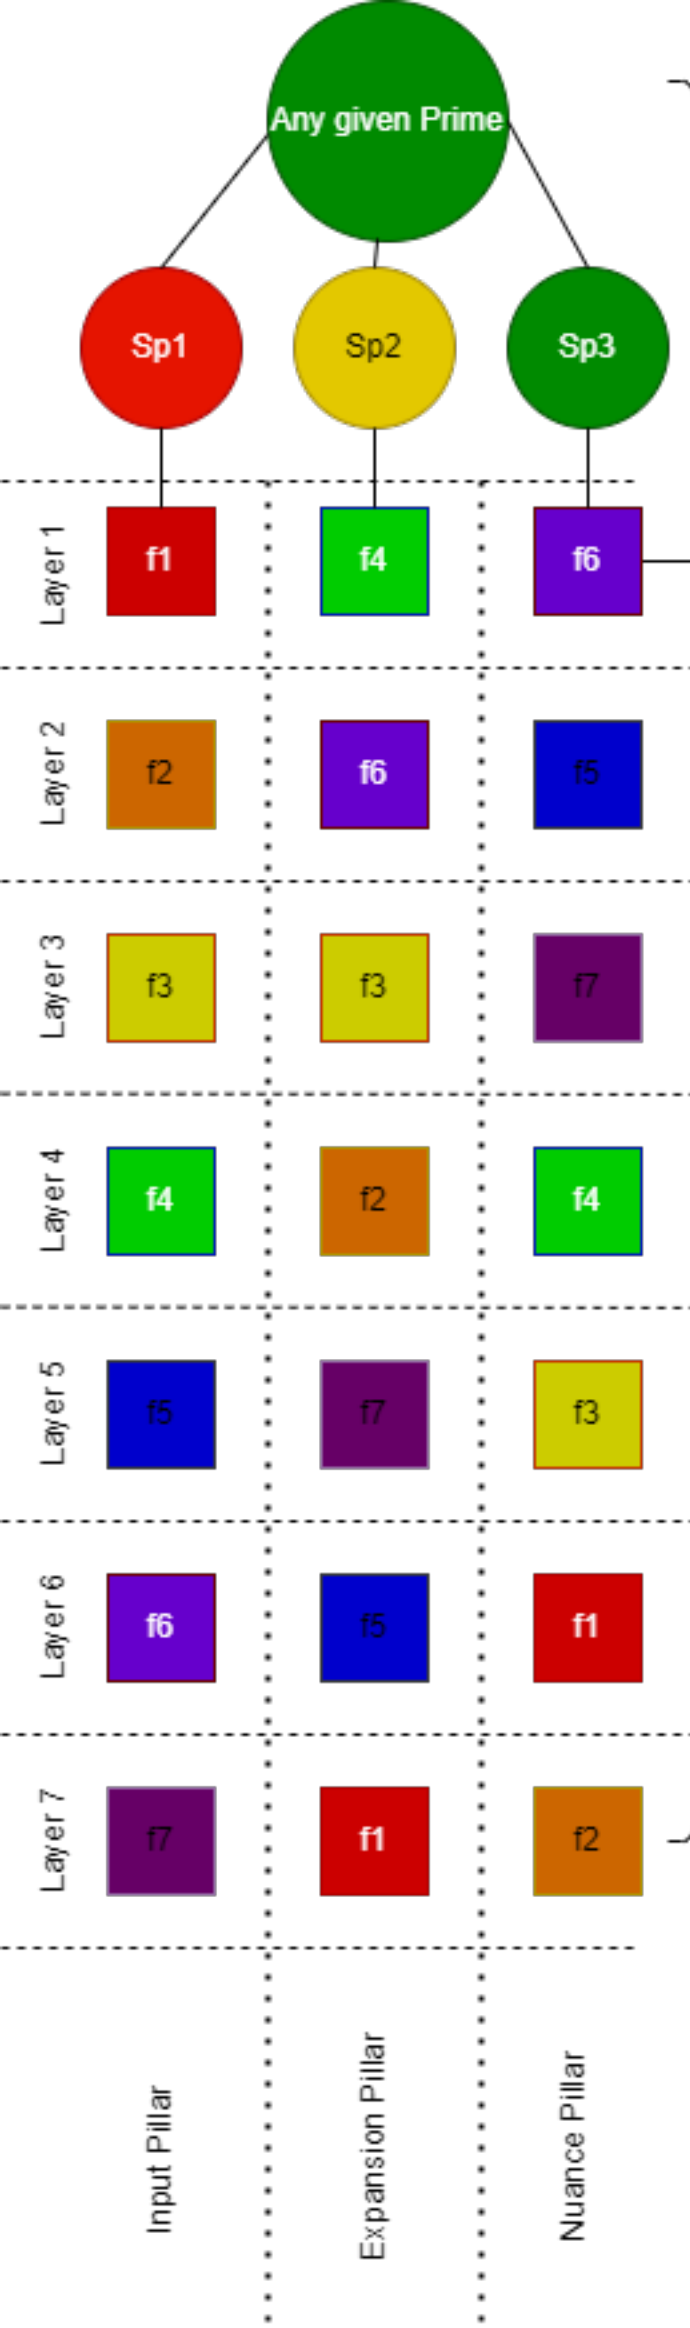 Any given Prime
Sp1
Sp2
Sp3
Layer 1
f1
f4
f6
Layer 2
f2
f6
f5
Layer 3
f3
f3
f7
Layer 4
f4
f2
f4
Layer 5
f5
f7
f3
Layer 6
f6
f5
f1
Layer 7
f7
f1
f2
Input Pillar
Expansion Pillar
Nuance Pillar